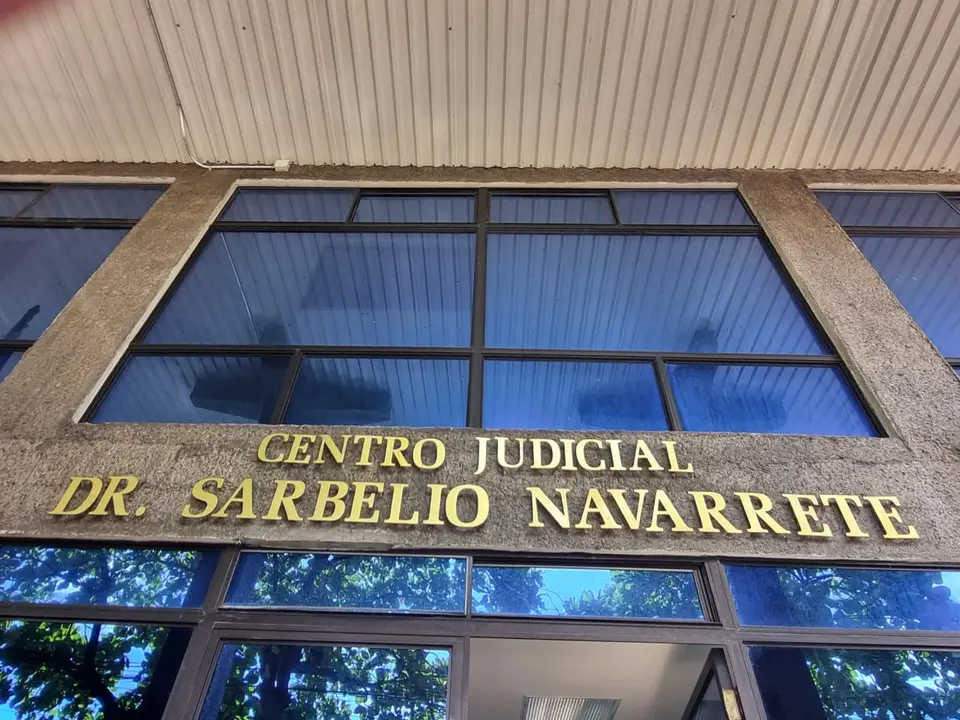 CENTRO JUDICIAL
DR. SARBELIO NAVARRETE